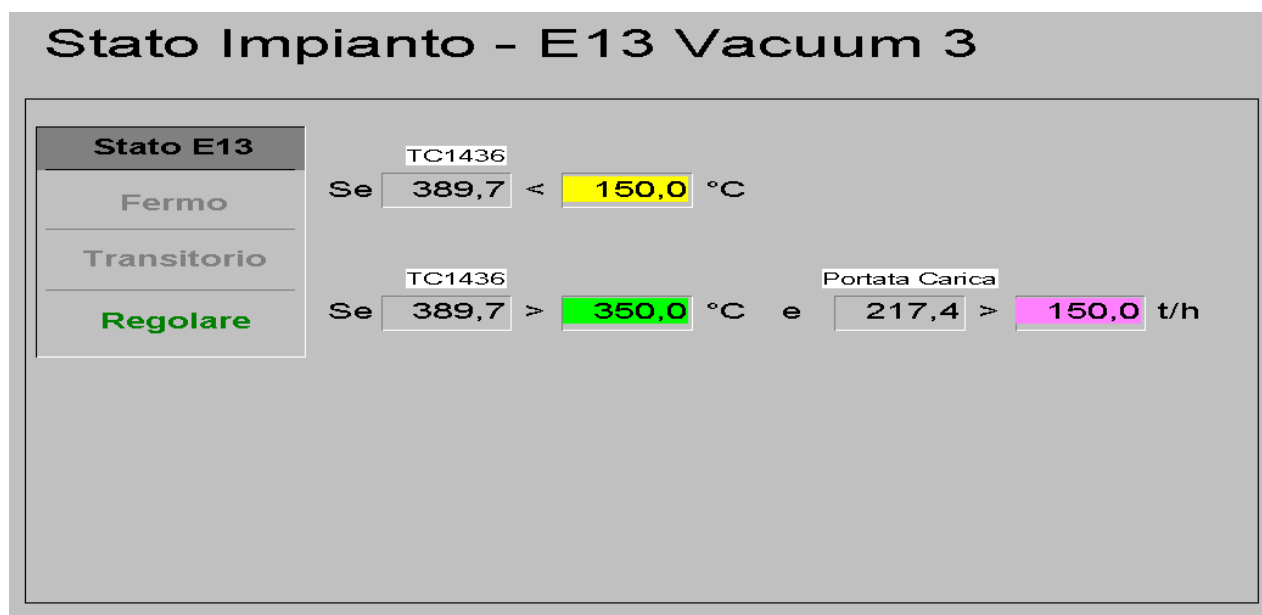 Stato Impianto - E13 Vacuum 3
Stato E13
TC1436
Fermo
Se 389,7 < 150,0 °C
Transitorio
TC1436 Portata Carica
Regolare
Se 389,7 > 350,0 °C e 217,4 > 150,0 t/h